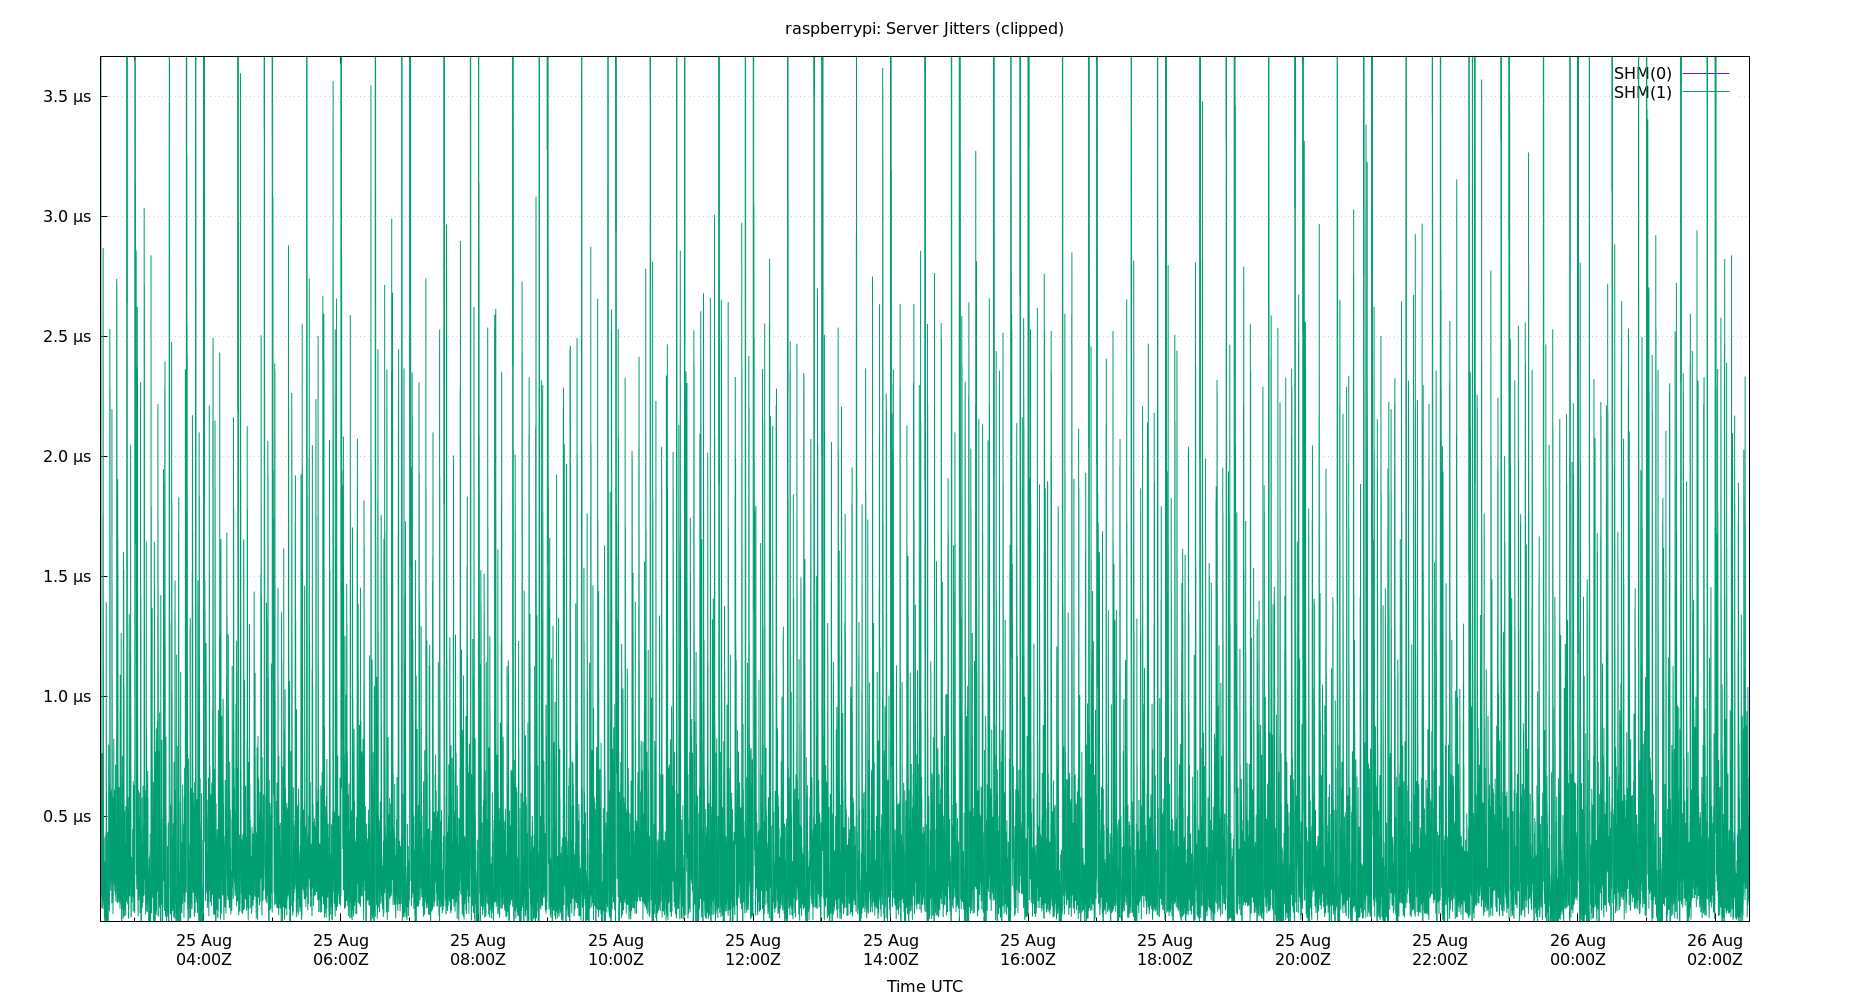 raspberrypi: Server Jitters (clipped)
SHM(0)
SHM(1)
3.5 µs
3.0 µs
2.5 µs
2.0 µs
1.5 µs
1.0 µs
0.5 µs
25 Aug 25 Aug 25 Aug 25 Aug 25 Aug 25 Aug 25 Aug 25 Aug 25 Aug 25 Aug 26 Aug 26 Aug
04:00Z 06:00Z 08:00Z 10:00Z 12:00Z 14:00Z 16:00Z 18:00Z 20:00Z 22:00Z 00:00Z 02:00Z
Time UTC